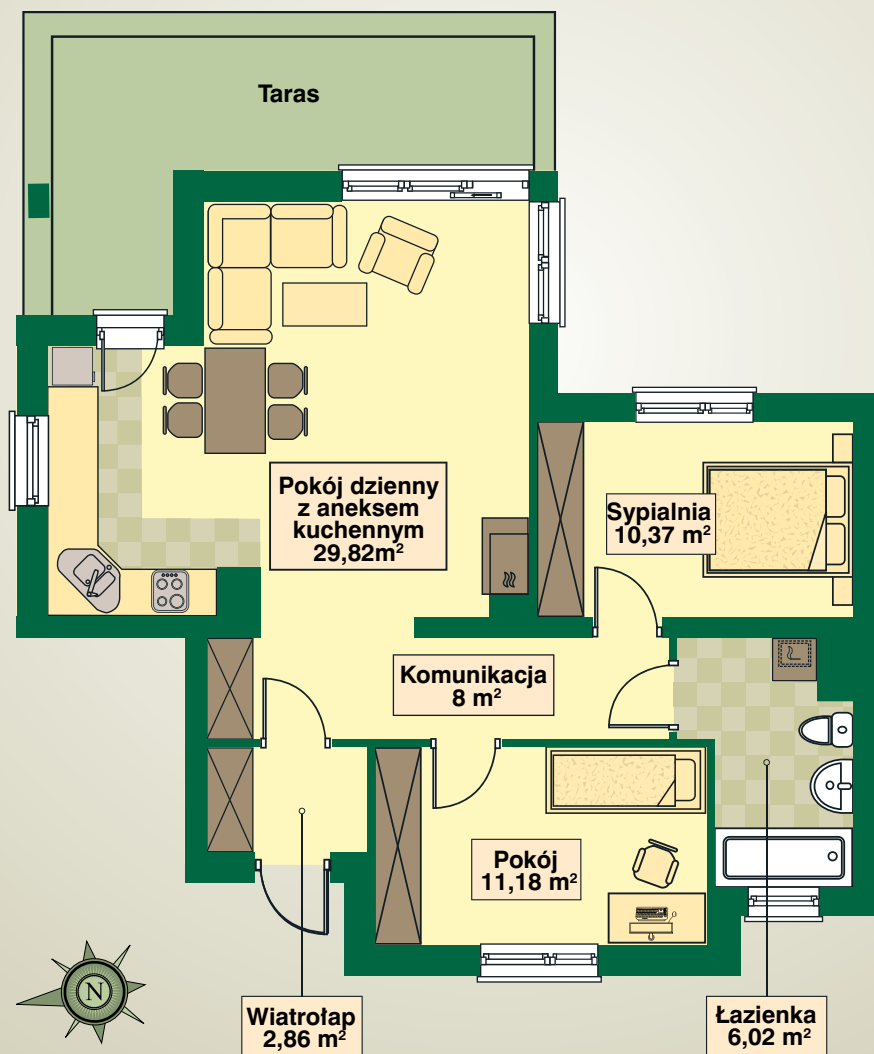 Taras
Pokój dzienny
z aneksem
kuchennym
29,82m²
Sypialnia
10,37 m²
Komunikacja
8 m²
Pokój
11,18 m²
N
Wiatrołap
2,86 m²
Łazienka
6,02 m²